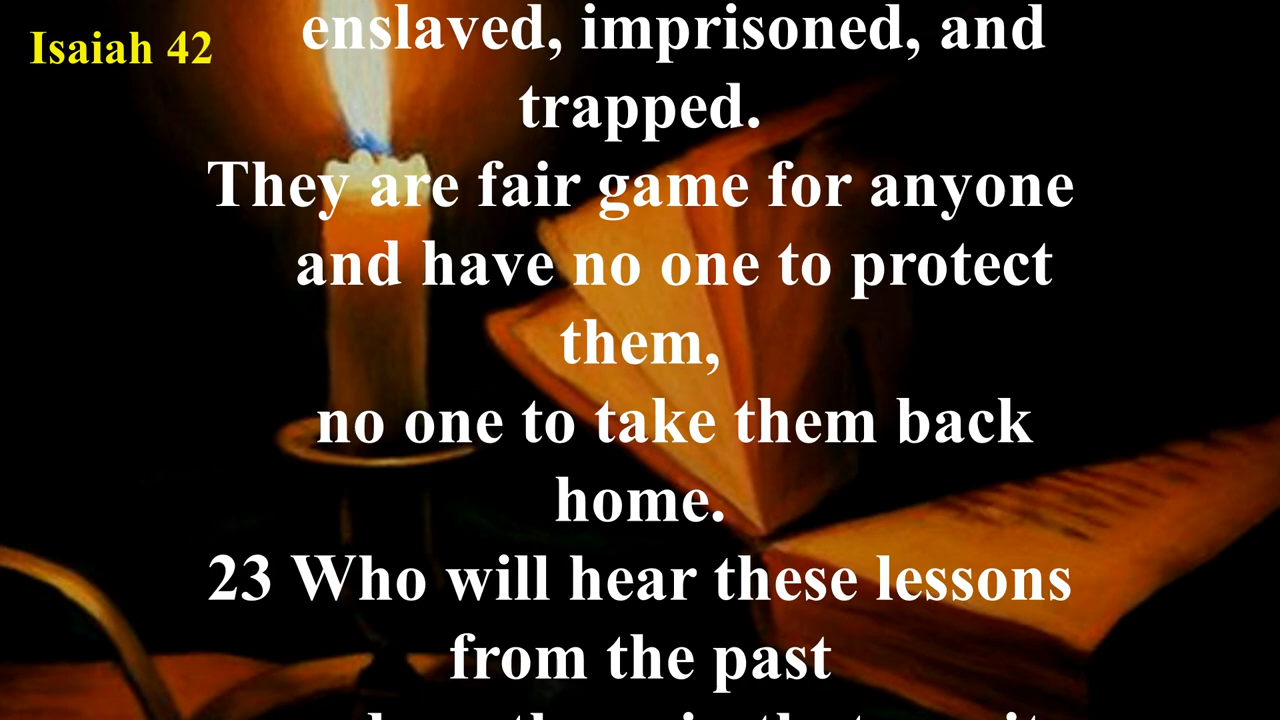 Isaiah 42
enslaved, imprisoned, and
trapped.
They are fair game for anyone
and have no one to protect
them,
no one to take them back
home.
23 Who will hear these lessons
from the past